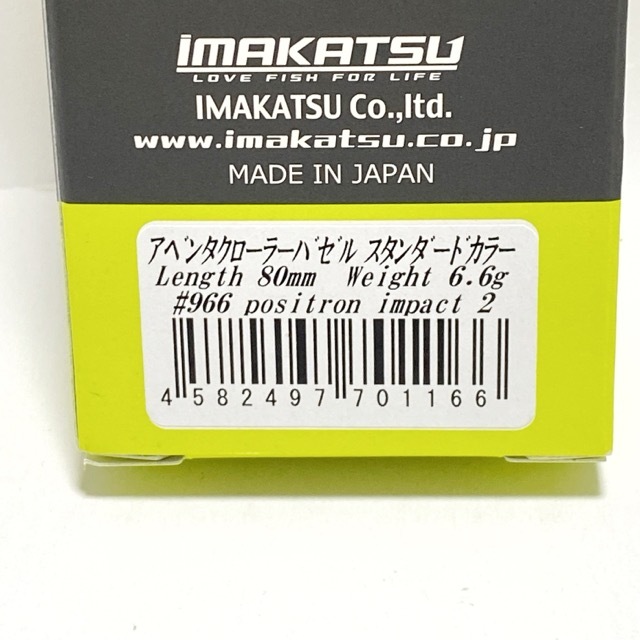 iMAKATSU
LOVE FISH FOR LIFE
IMAKATSU Co.,ltd.
www.imakatsu.co.jp
MADE IN JAPAN
アベンタクローラーバゼル スタンダードカラー
Length 80mm Weight 6.6g
#966 positron impact 2
4 582497 701166